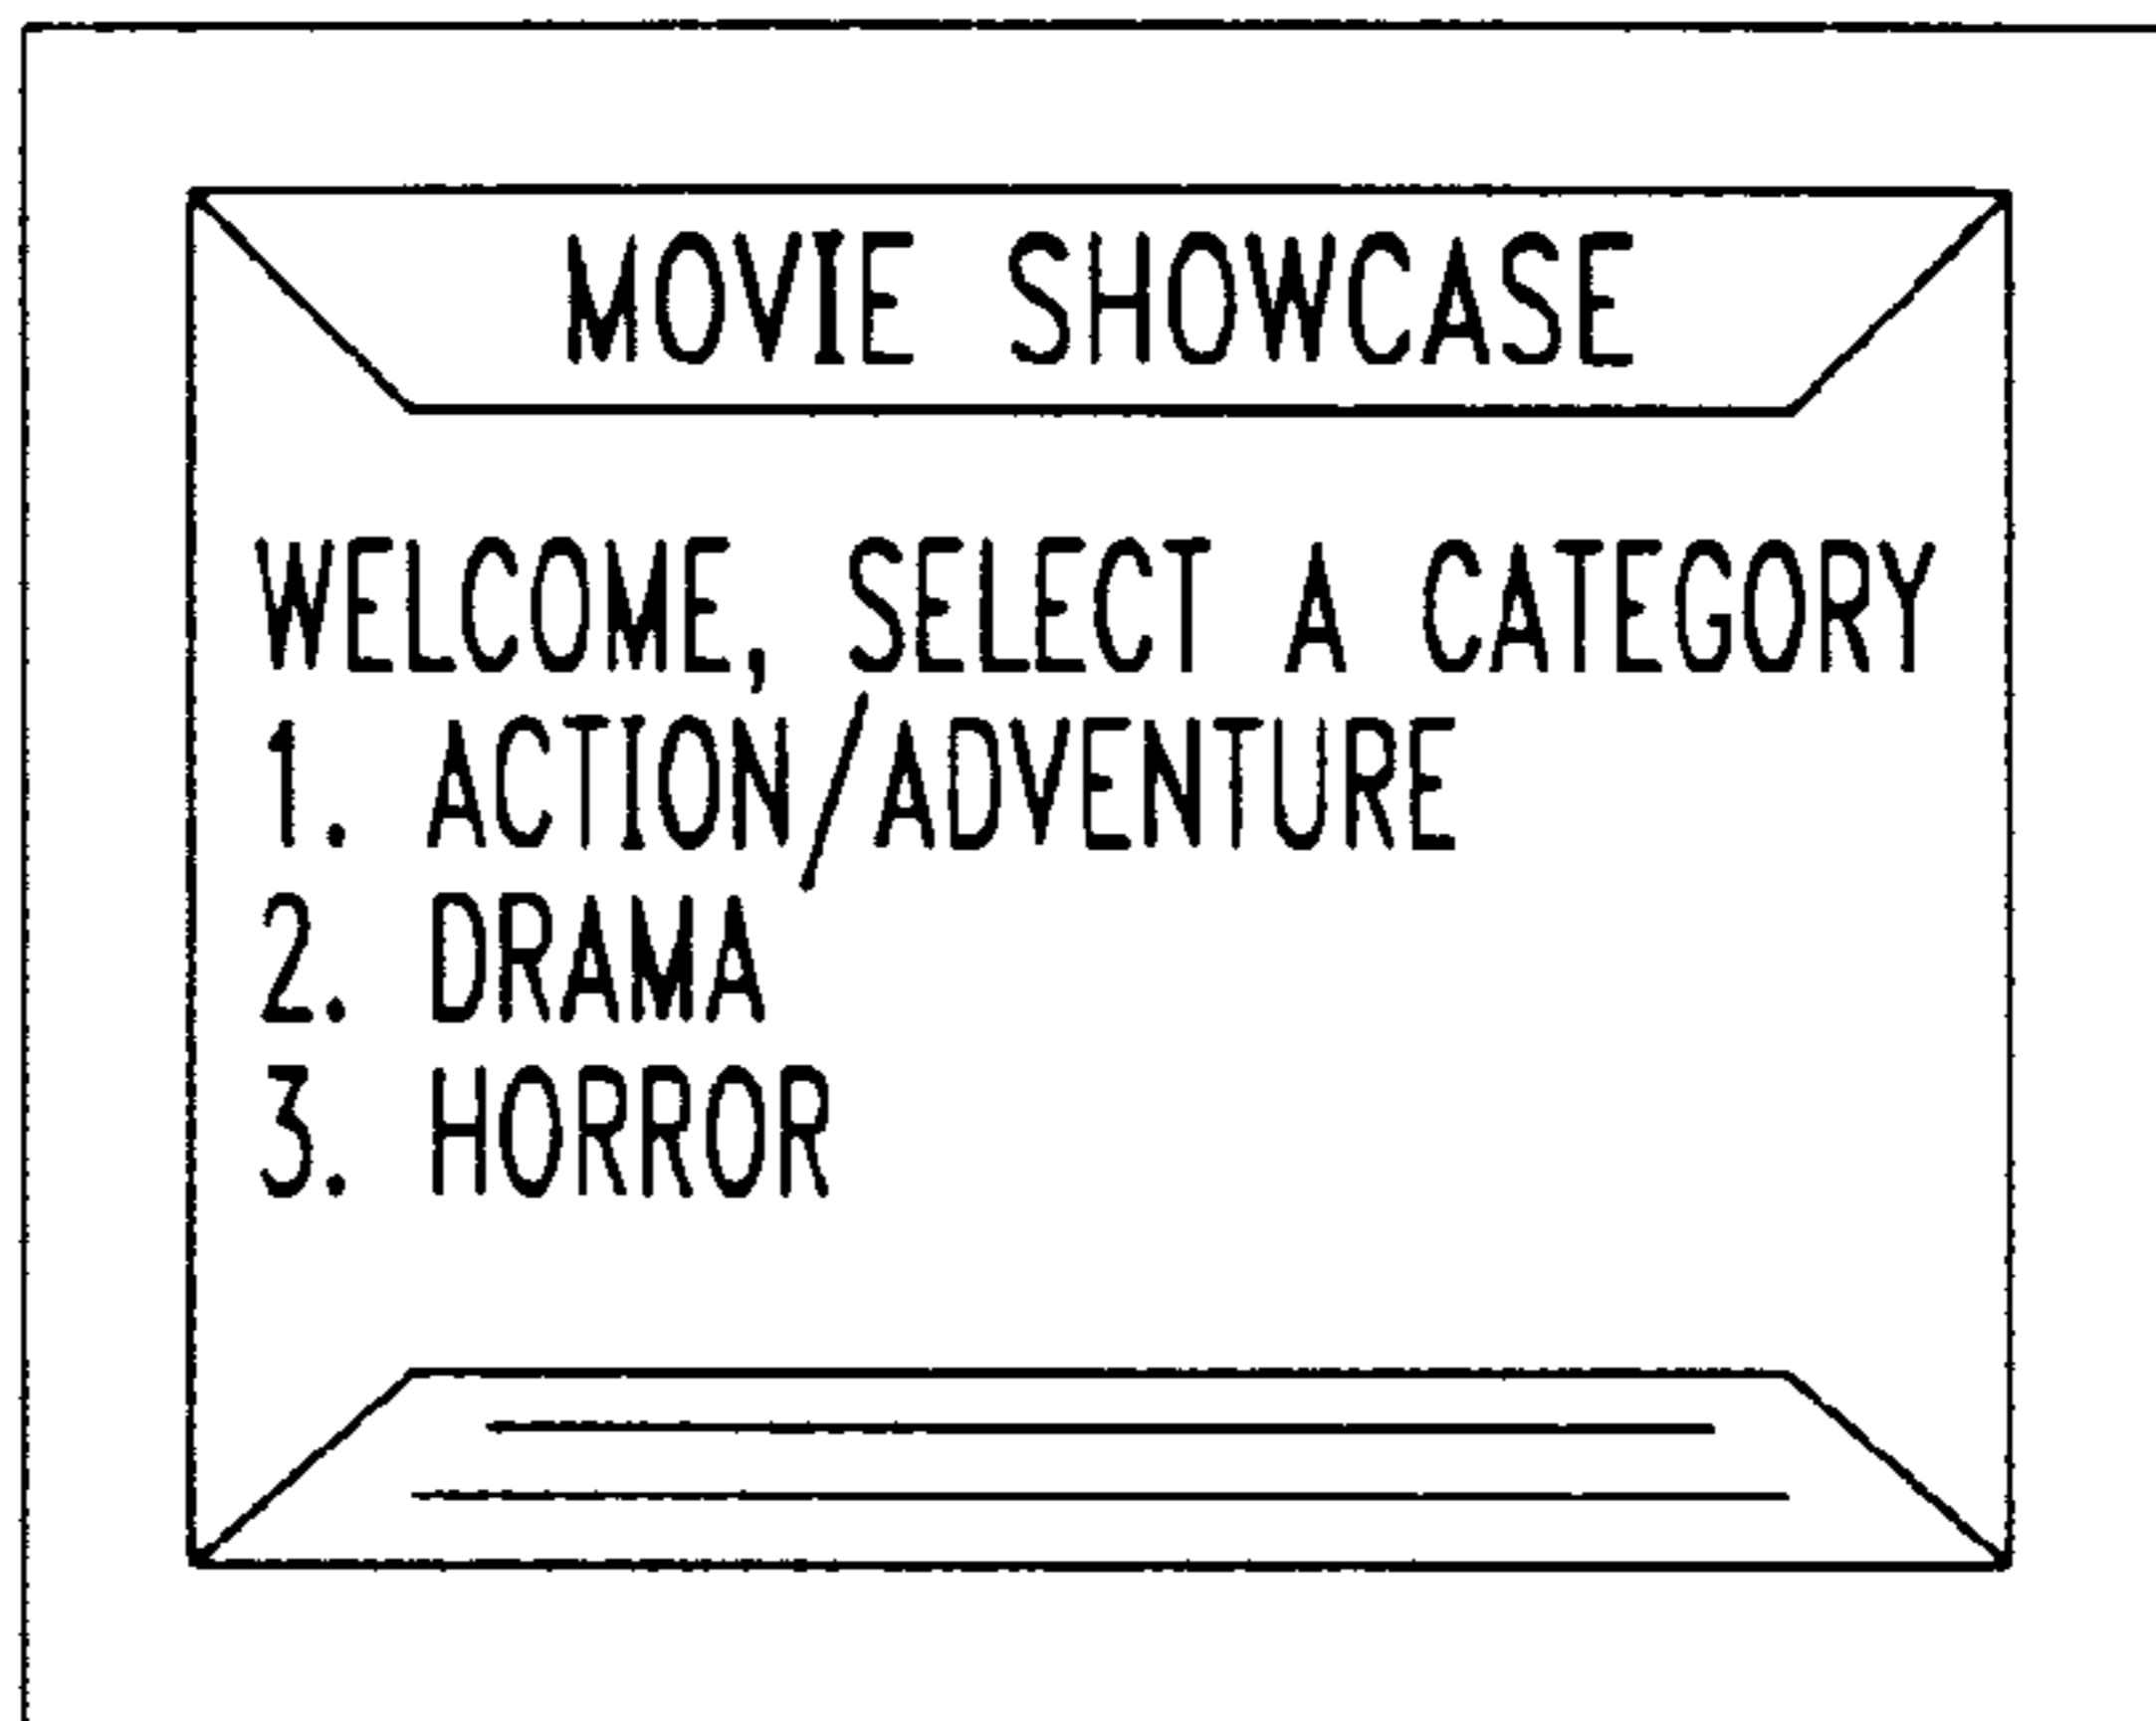 MOVIE SHOWCASE
WELCOME, SELECT A CATEGORY
1. ACTION/ADVENTURE
2. DRAMA
3. HORROR